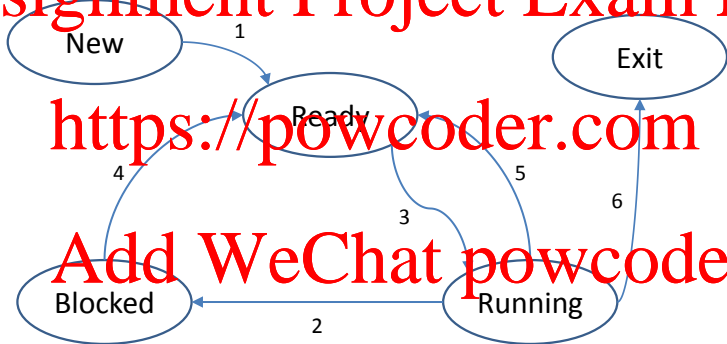 signment Project Exam
New
1
Exit
Ready
https://powcoder.com
4
5
3
6
Add WeChat powcode
Blocked
Running
2